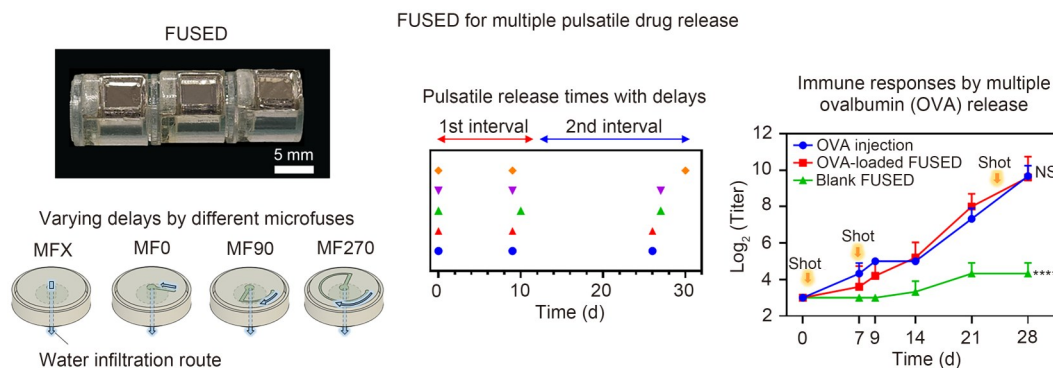 FUSED for multiple pulsatile drug release
FUSED
5 mm
Varying delays by different microfuses
MFX MF0 MF90 MF270
Water infiltration route
Pulsatile release times with delays
1st interval 2nd interval
0 10 20 30
Time (d)
Immune responses by multiple
ovalbumin (OVA) release
12
10
8
6
4
2
Log2 (Titer)
OVA injection
OVA-loaded FUSED
Blank FUSED
Shot
Shot
Shot
NS
****
0 7 9 14 21 28
Time (d)